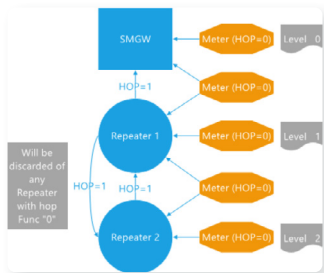 SMGW
Meter (HOP=0)
Level 0
HOP=1
Meter (HOP=0)
Repeater 1
Meter (HOP=0)
Level 1
Will be
discarded of
any
Repeater
with hop
Func "0"
HOP=1
HOP=1
Meter (HOP=0)
Repeater 2
Meter (HOP=0)
Level 2